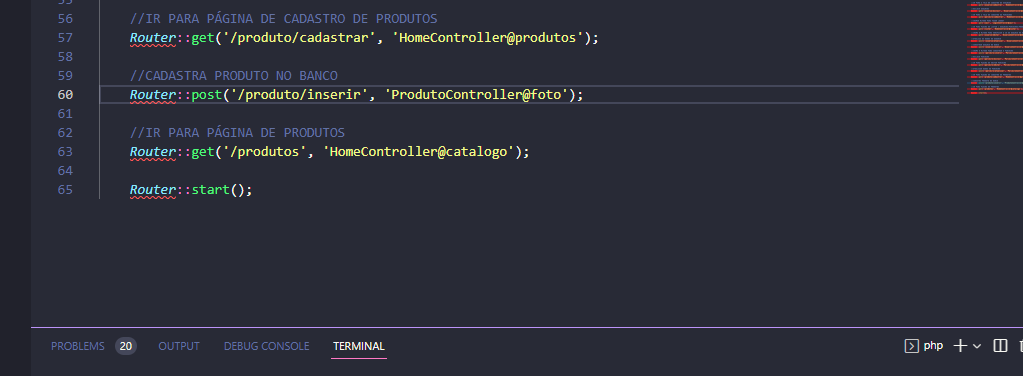 56 //IR PARA PÁGINA DE CADASTRO DE PRODUTOS
57 Router::get('/produto/cadastrar', 'HomeController@produtos');
58
59 //CADASTRA PRODUTO NO BANCO
60 Router::post('/produto/inserir', 'ProdutoController@foto');
61
62 //IR PARA PÁGINA DE PRODUTOS
63 Router::get('/produtos', 'HomeController@catalogo');
64
65 Router::start();
PROBLEMS 20 OUTPUT DEBUG CONSOLE TERMINAL php